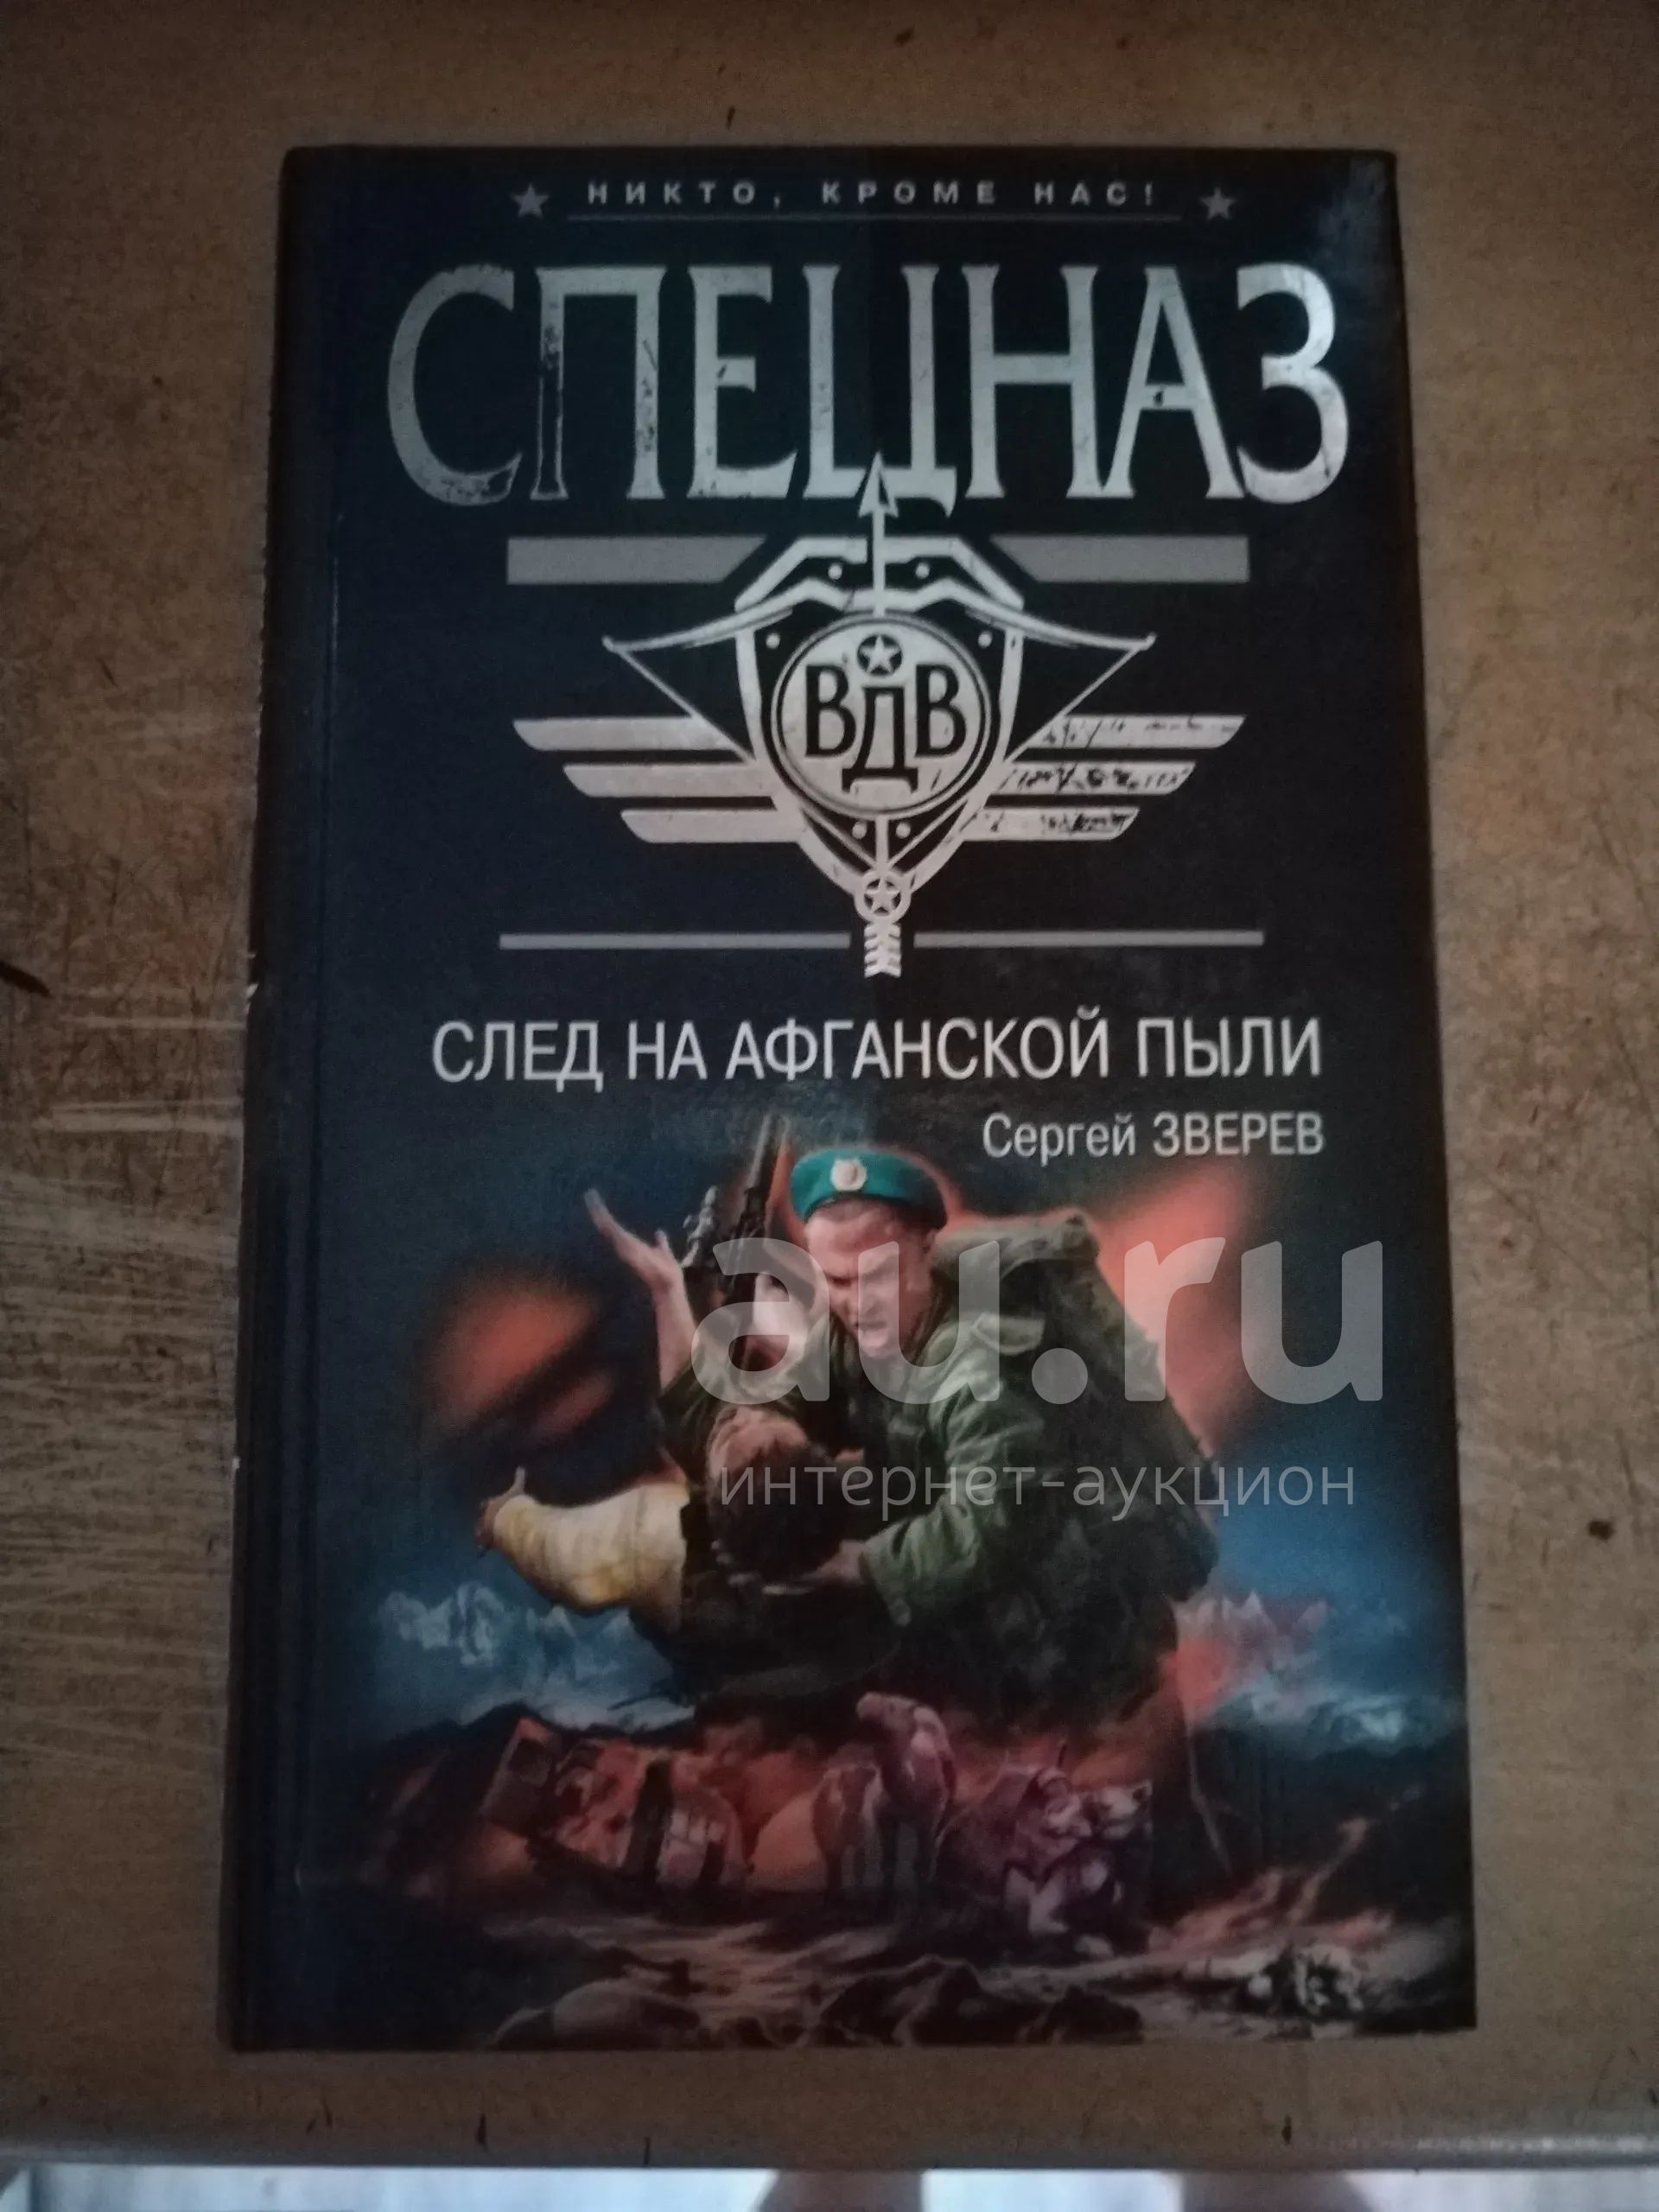 НИКТО, КРОМЕ НАС!
СПЕЦНАЗ
ВДВ
СЛЕД НА АФГАНСКОЙ ПЫЛИ
Сергей ЗВЕРЕВ
au.ru
интернет-аукцион